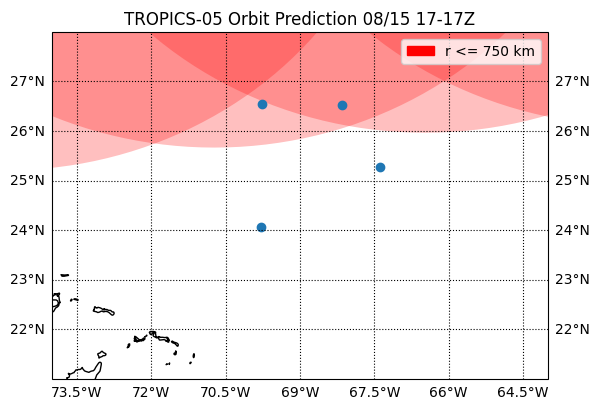 TROPICS-05 Orbit Prediction 08/15 17-17Z
r <= 750 km
27°N 27°N
26°N 26°N
25°N 25°N
24°N 24°N
23°N 23°N
22°N 22°N
73.5°W 72°W 70.5°W 69°W 67.5°W 66°W 64.5°W